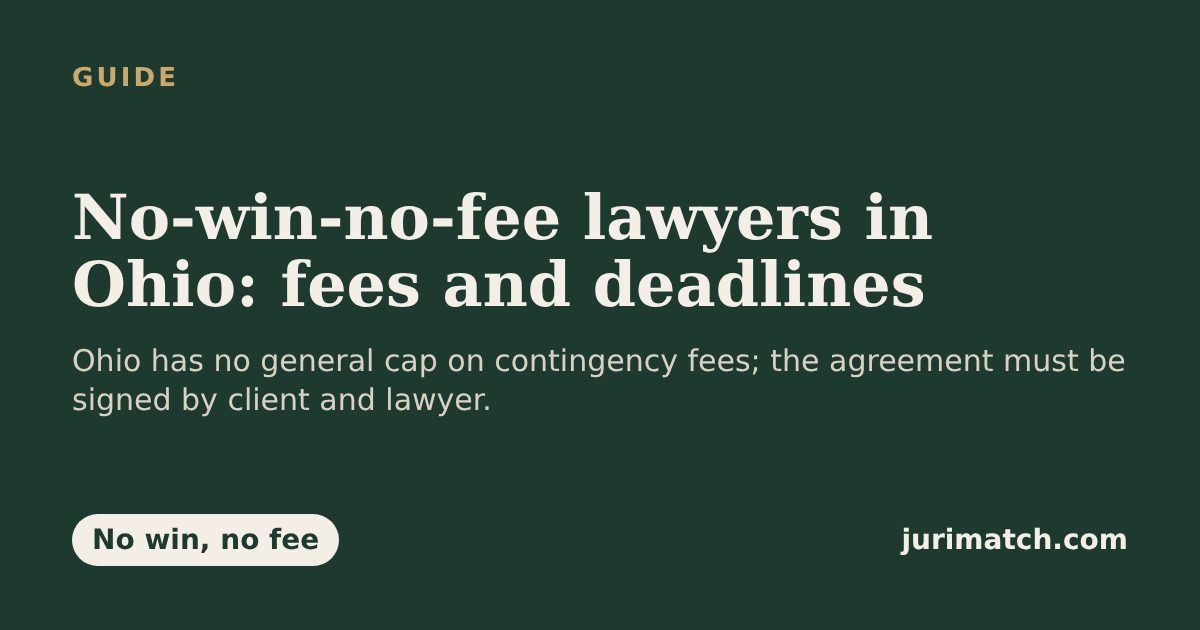 GUIDE
No-win-no-fee lawyers in
Ohio: fees and deadlines
Ohio has no general cap on contingency fees; the agreement must be
signed by client and lawyer.
No win, no fee
jurimatch.com